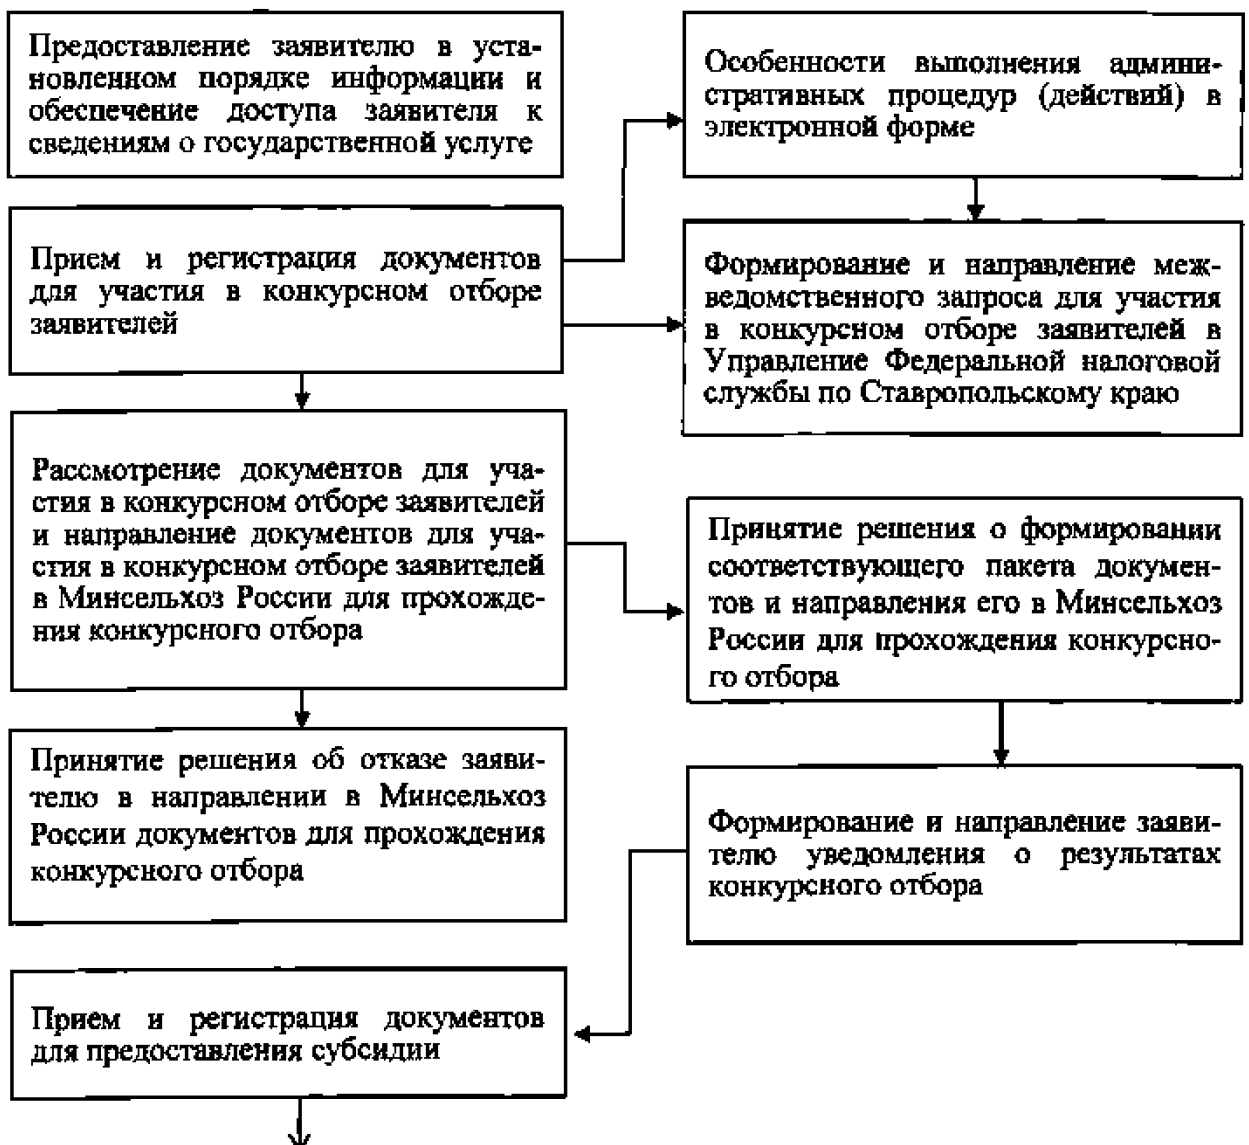 Предоставление заявителю в уста-
новленном порядке информации и
обеспечение доступа заявителя к
сведениям о государственной услуге
Особенности выполнения админи-
стративных процедур (действий) в
электронной форме
Прием и регистрация документов
для участия в конкурсном отборе
заявителей
Формирование и направление меж-
ведомственного запроса для участия
в конкурсном отборе заявителей в
Управление Федеральной налоговой
службы по Ставропольскому краю
Рассмотрение документов для уча-
стия в конкурсном отборе заявителей
и направление документов для уча-
стия в конкурсном отборе заявителей
в Минсельхоз России для прохожде-
ния конкурсного отбора
Принятие решения о формировании
соответствующего пакета докумен-
тов и направления его в Минсельхоз
России для прохождения конкурсно-
го отбора
Принятие решения об отказе заяви-
телю в направлении в Минсельхоз
России документов для прохождения
конкурсного отбора
Формирование и направление заяви-
телю уведомления о результатах
конкурсного отбора
Прием и регистрация документов
для предоставления субсидии